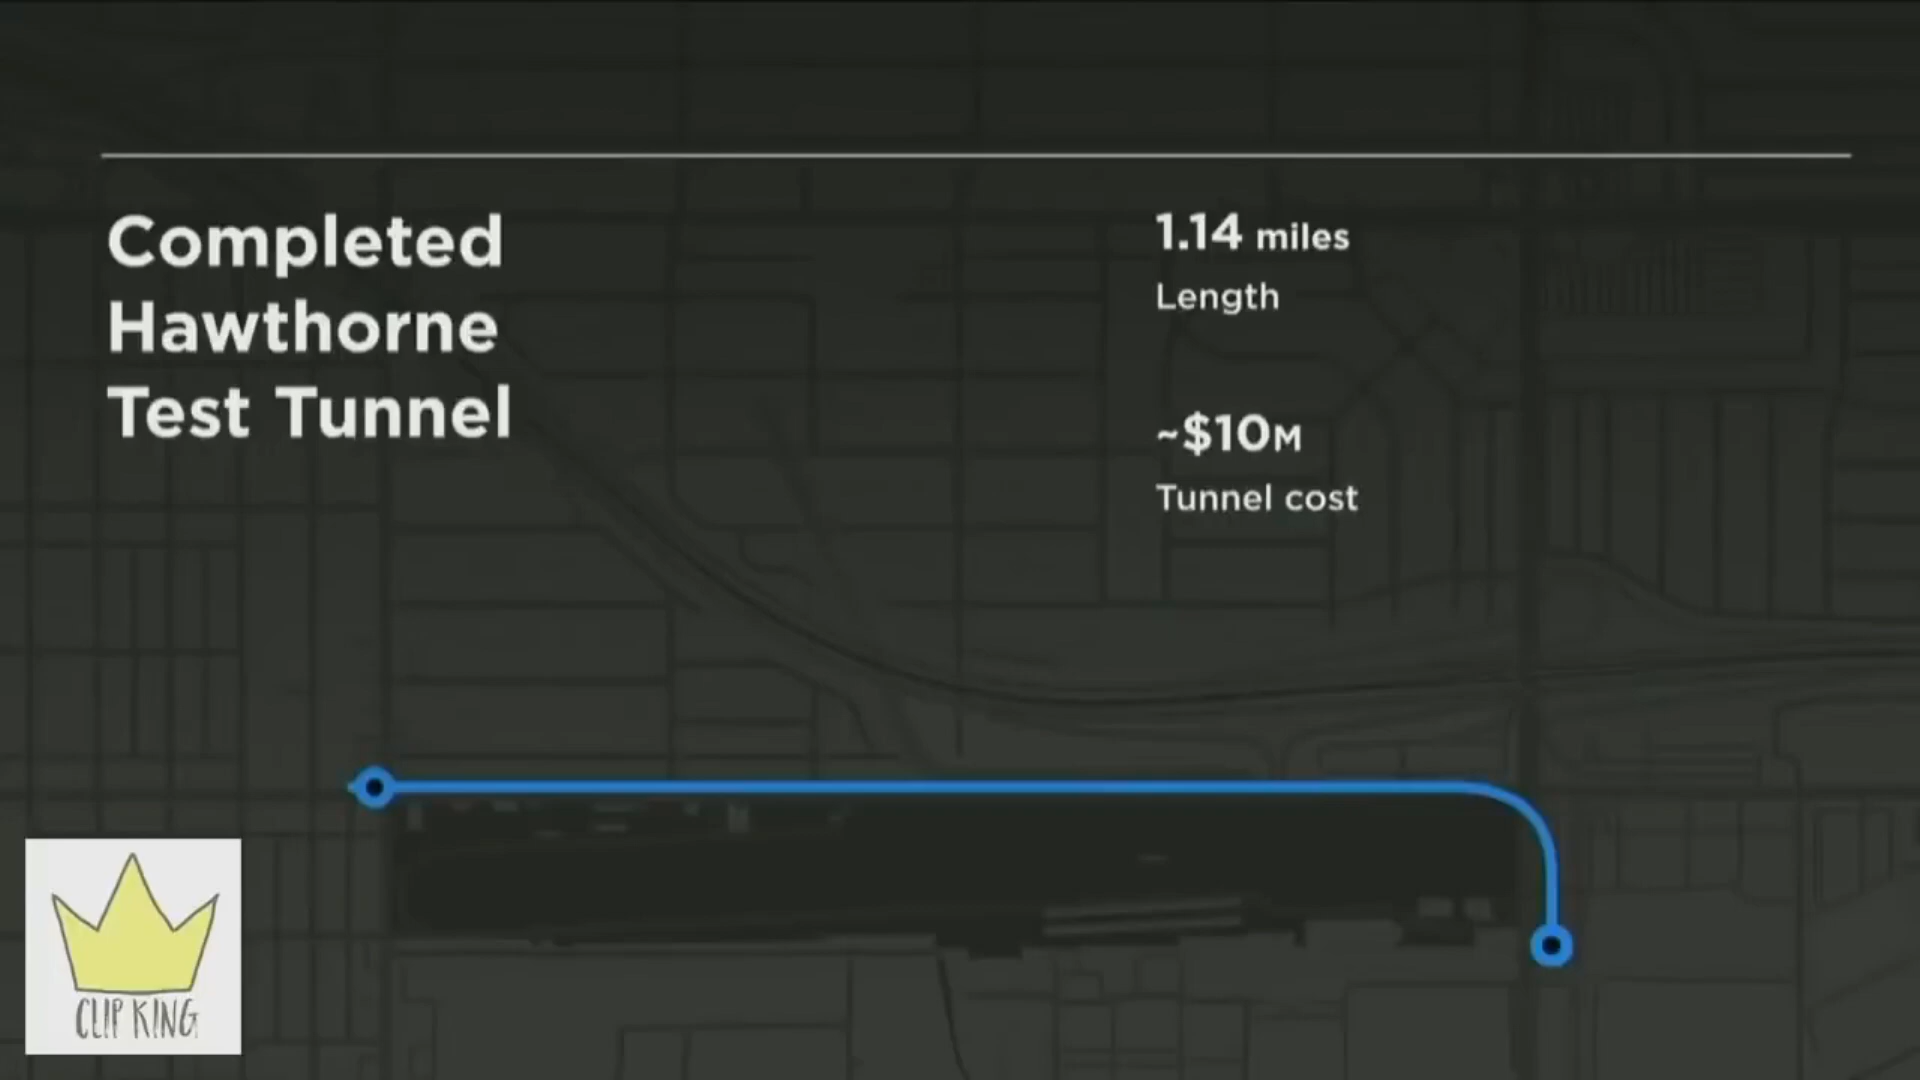 Completed
Hawthorne
Test Tunnel
1.14 miles
Length
~$10M
Tunnel cost
CLIP KING